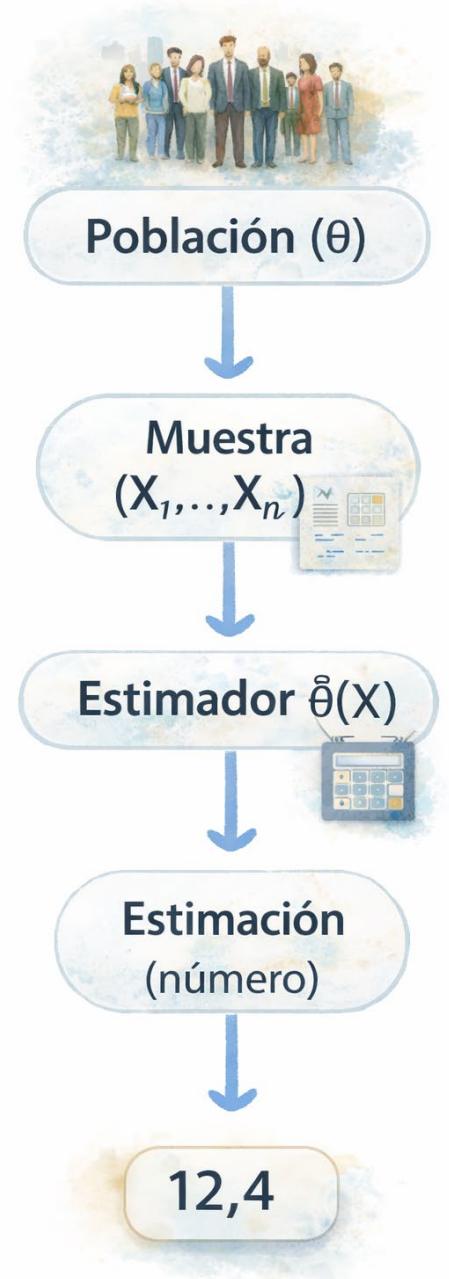 Población (θ)
Muestra
(X₁,..,Xₙ)
Estimador θ̂(X)
Estimación
(número)
12,4